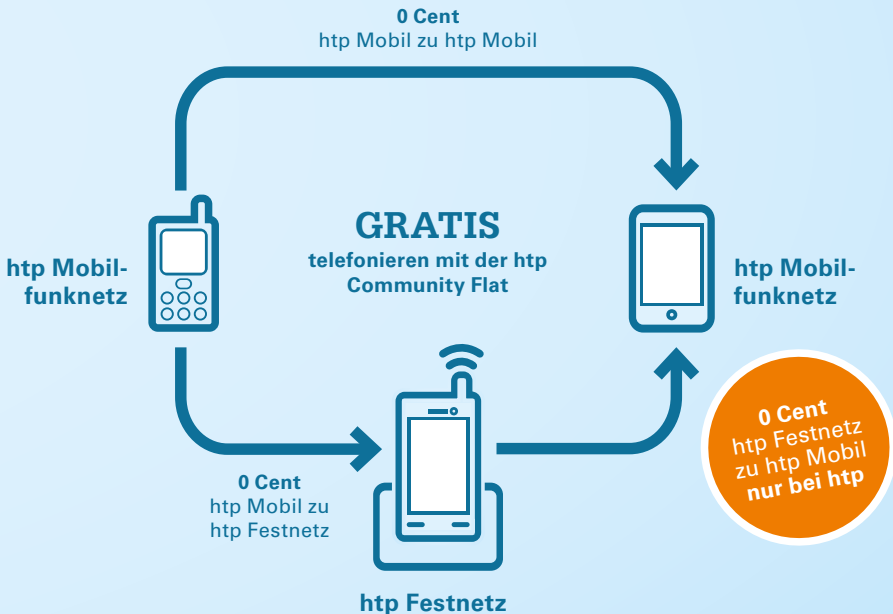 0 Cent
htp Mobil zu htp Mobil
GRATIS
telefonieren mit der htp
Community Flat
htp Mobil-
funknetz
htp Mobil-
funknetz
0 Cent
htp Festnetz
zu htp Mobil
nur bei htp
0 Cent
htp Mobil zu
htp Festnetz
htp Festnetz